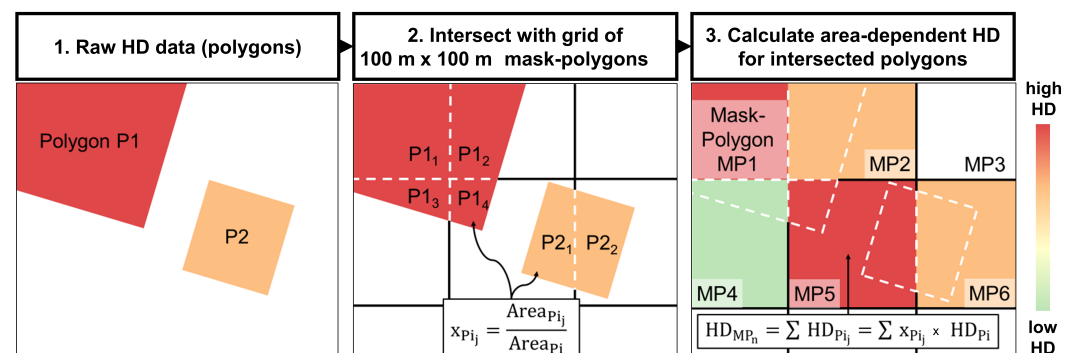 1. Raw HD data (polygons)
2. Intersect with grid of
100 m x 100 m mask-polygons
3. Calculate area-dependent HD
for intersected polygons
Polygon P1
P2
P1₁
P1₂
P1₃
P1₄
P2₁
P2₂
x_{Pi_j} = Area_{Pi_j} / Area_{Pi}
Mask-
Polygon
MP1
MP2
MP3
MP4
MP5
MP6
HD_{MP_n} = ∑ HD_{Pi_j} = ∑ x_{Pi_j} x HD_{Pi}
high
HD
low
HD